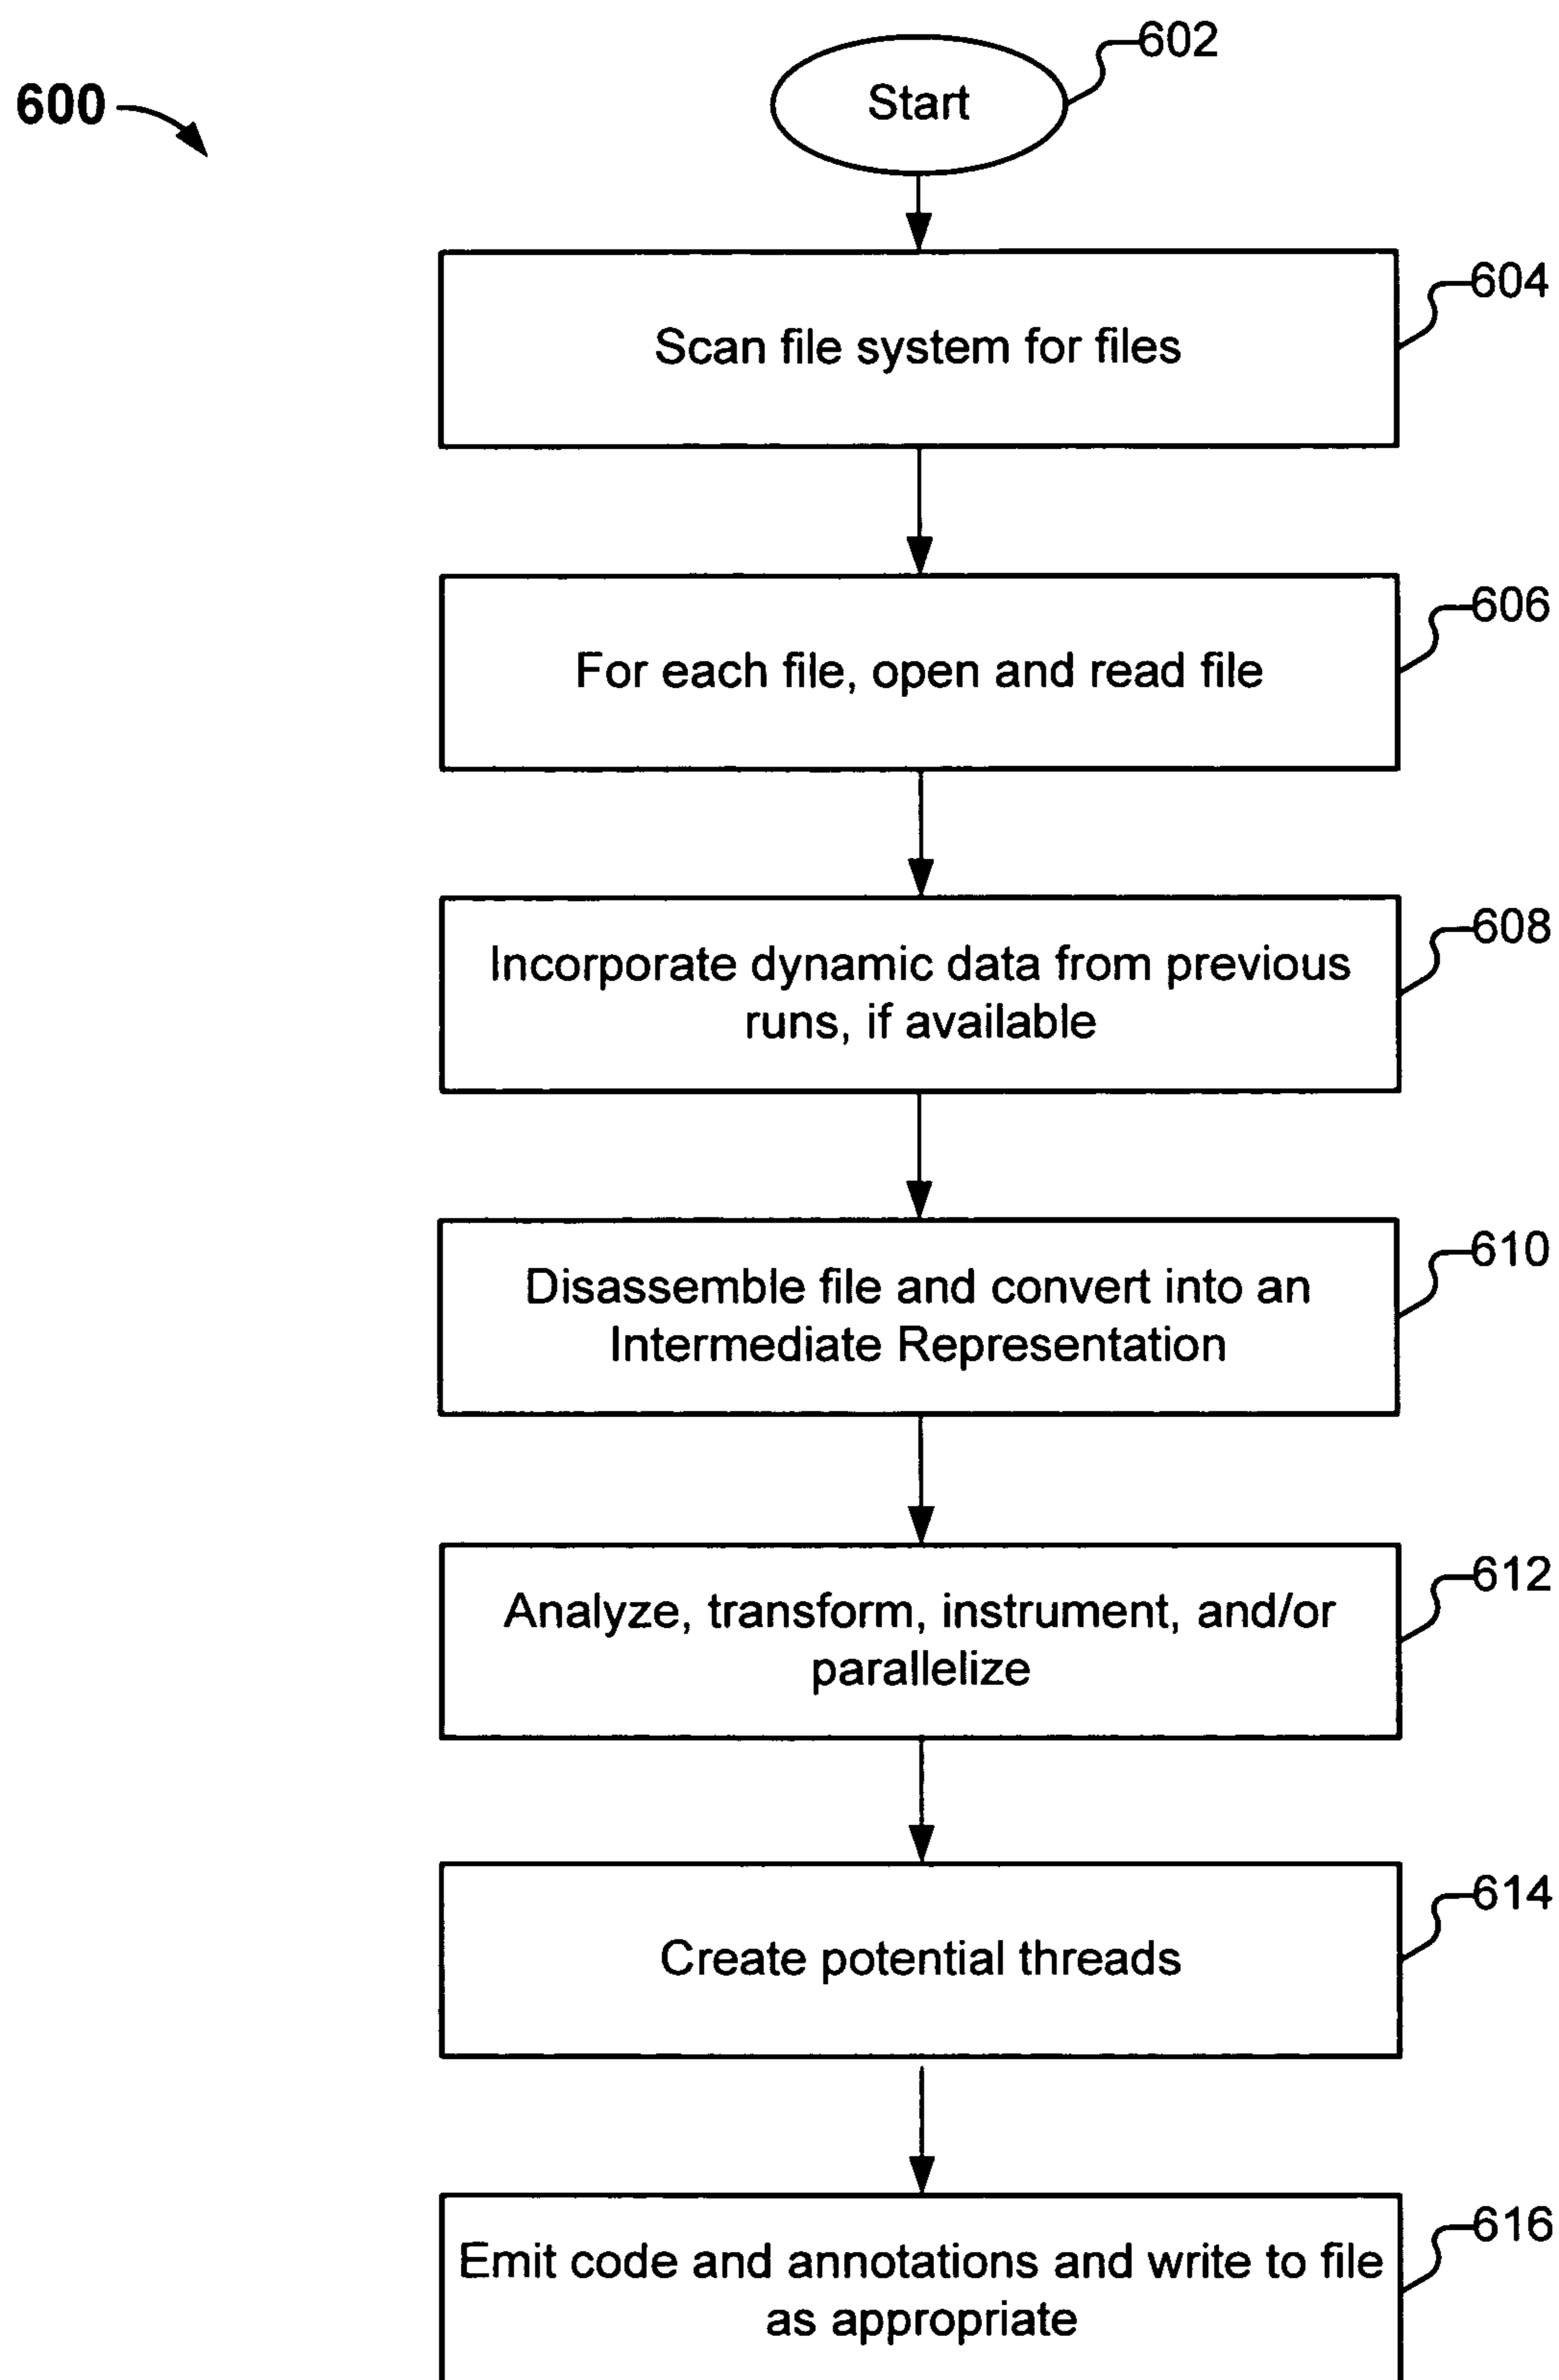 602
Start
600
604
Scan file system for files
606
For each file, open and read file
608
Incorporate dynamic data from previous
runs, if available
610
Disassemble file and convert into an
Intermediate Representation
612
Analyze, transform, instrument, and/or
parallelize
614
Create potential threads
616
Emit code and annotations and write to file
as appropriate